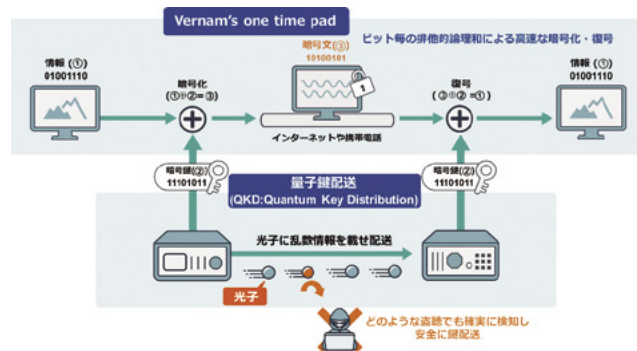 Vernam's one time pad
ビット毎の排他的論理和による高速な暗号化・復号
情報(①)
01001110
暗号化
(①⊕②=③)
暗号文(③)
10100101
復号
(③⊕②=①)
情報(①)
01001110
インターネットや携帯電話
暗号鍵(②)
11101011
量子鍵配送
(QKD:Quantum Key Distribution)
暗号鍵(②)
11101011
光子に乱数情報を載せ配送
光子
どのような盗聴でも確実に検知し
安全に鍵配送